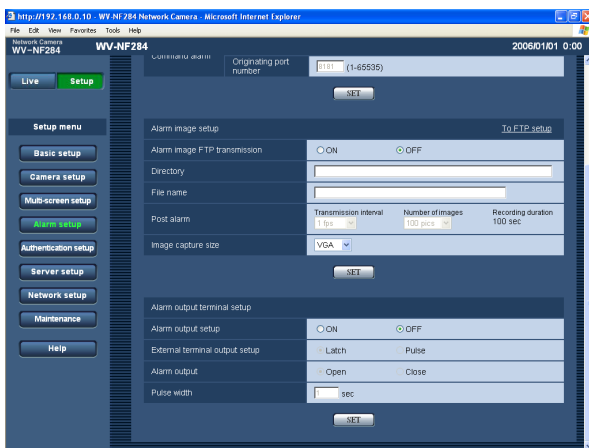 http://192.168.0.10 - WV-NF284 Network Camera - Microsoft Internet Explorer
File Edit View Favorites Tools Help
Network Camera
WV-NF284
WV-NF284
2006/01/01 0:00
Live
Setup
Setup menu
Basic setup
Camera setup
Multi-screen setup
Alarm setup
Authentication setup
Server setup
Network setup
Maintenance
Help
Command alarm
Originating port number
8181 (1-65535)
SET
Alarm image setup
To FTP setup
Alarm image FTP transmission
ON
OFF
Directory
File name
Post alarm
Transmission interval
1 fps
Number of images
100 pics
Recording duration
100 sec
Image capture size
VGA
SET
Alarm output terminal setup
Alarm output setup
ON
OFF
External terminal output setup
Latch
Pulse
Alarm output
Open
Close
Pulse width
1 sec
SET